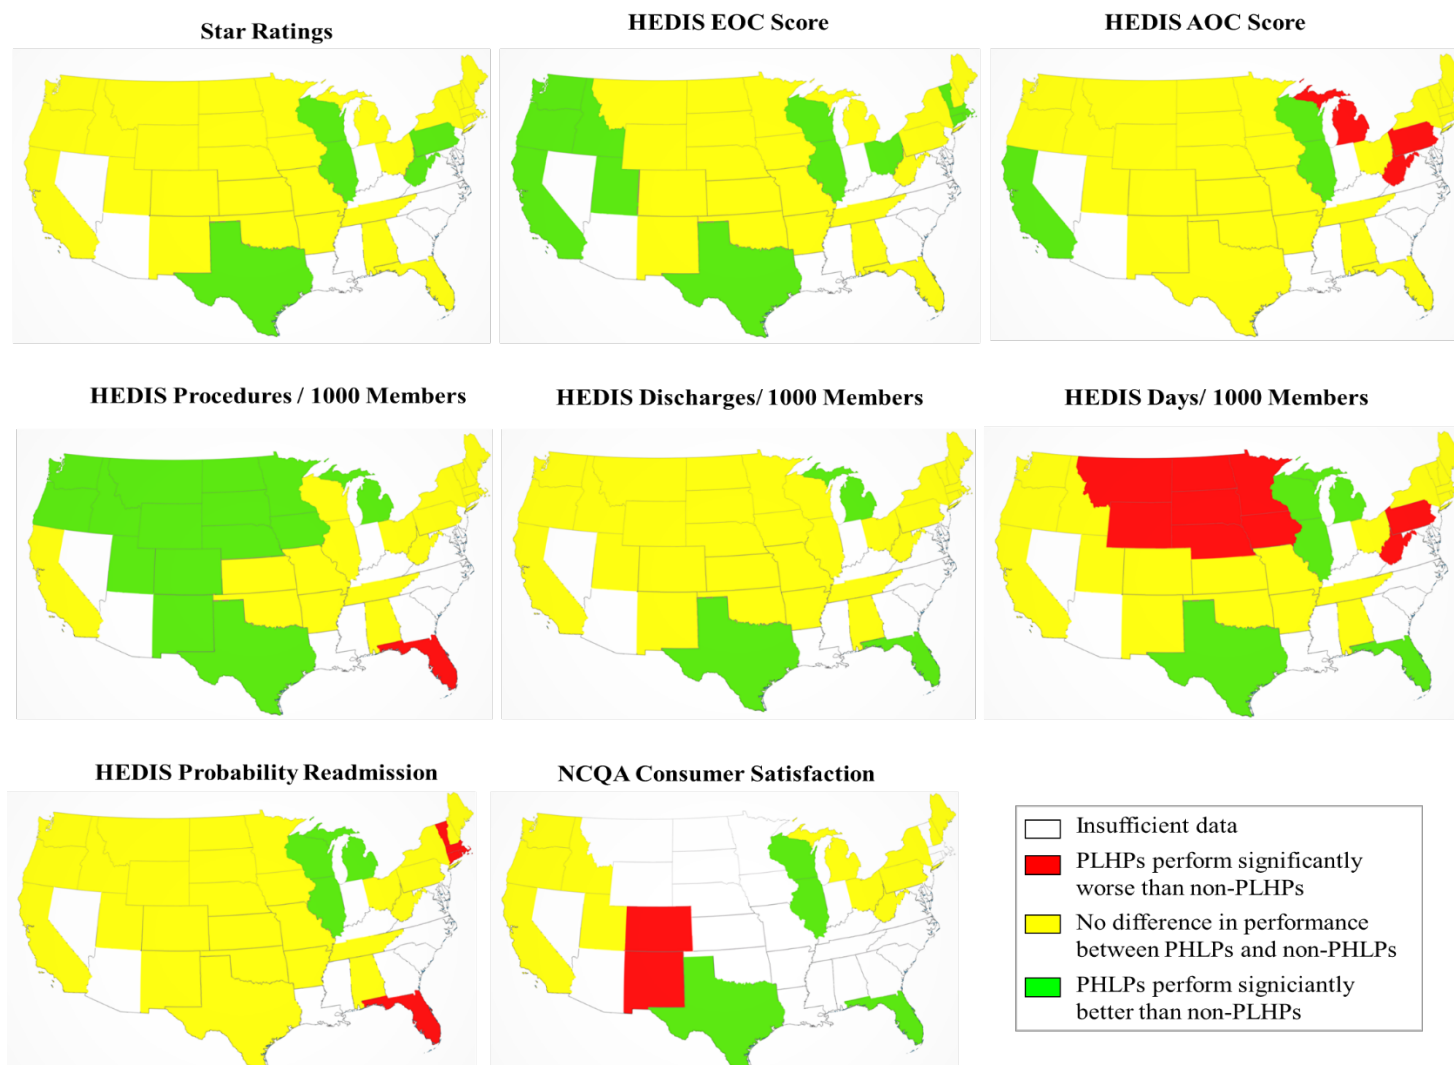 Star Ratings
HEDIS EOC Score
HEDIS AOC Score
HEDIS Procedures / 1000 Members
HEDIS Discharges/ 1000 Members
HEDIS Days/ 1000 Members
HEDIS Probability Readmission
NCQA Consumer Satisfaction
Insufficient data
PLHPs perform significantly
worse than non-PLHPs
No difference in performance
between PHLPs and non-PHLPs
PHLPs perform signiciantly
better than non-PLHPs